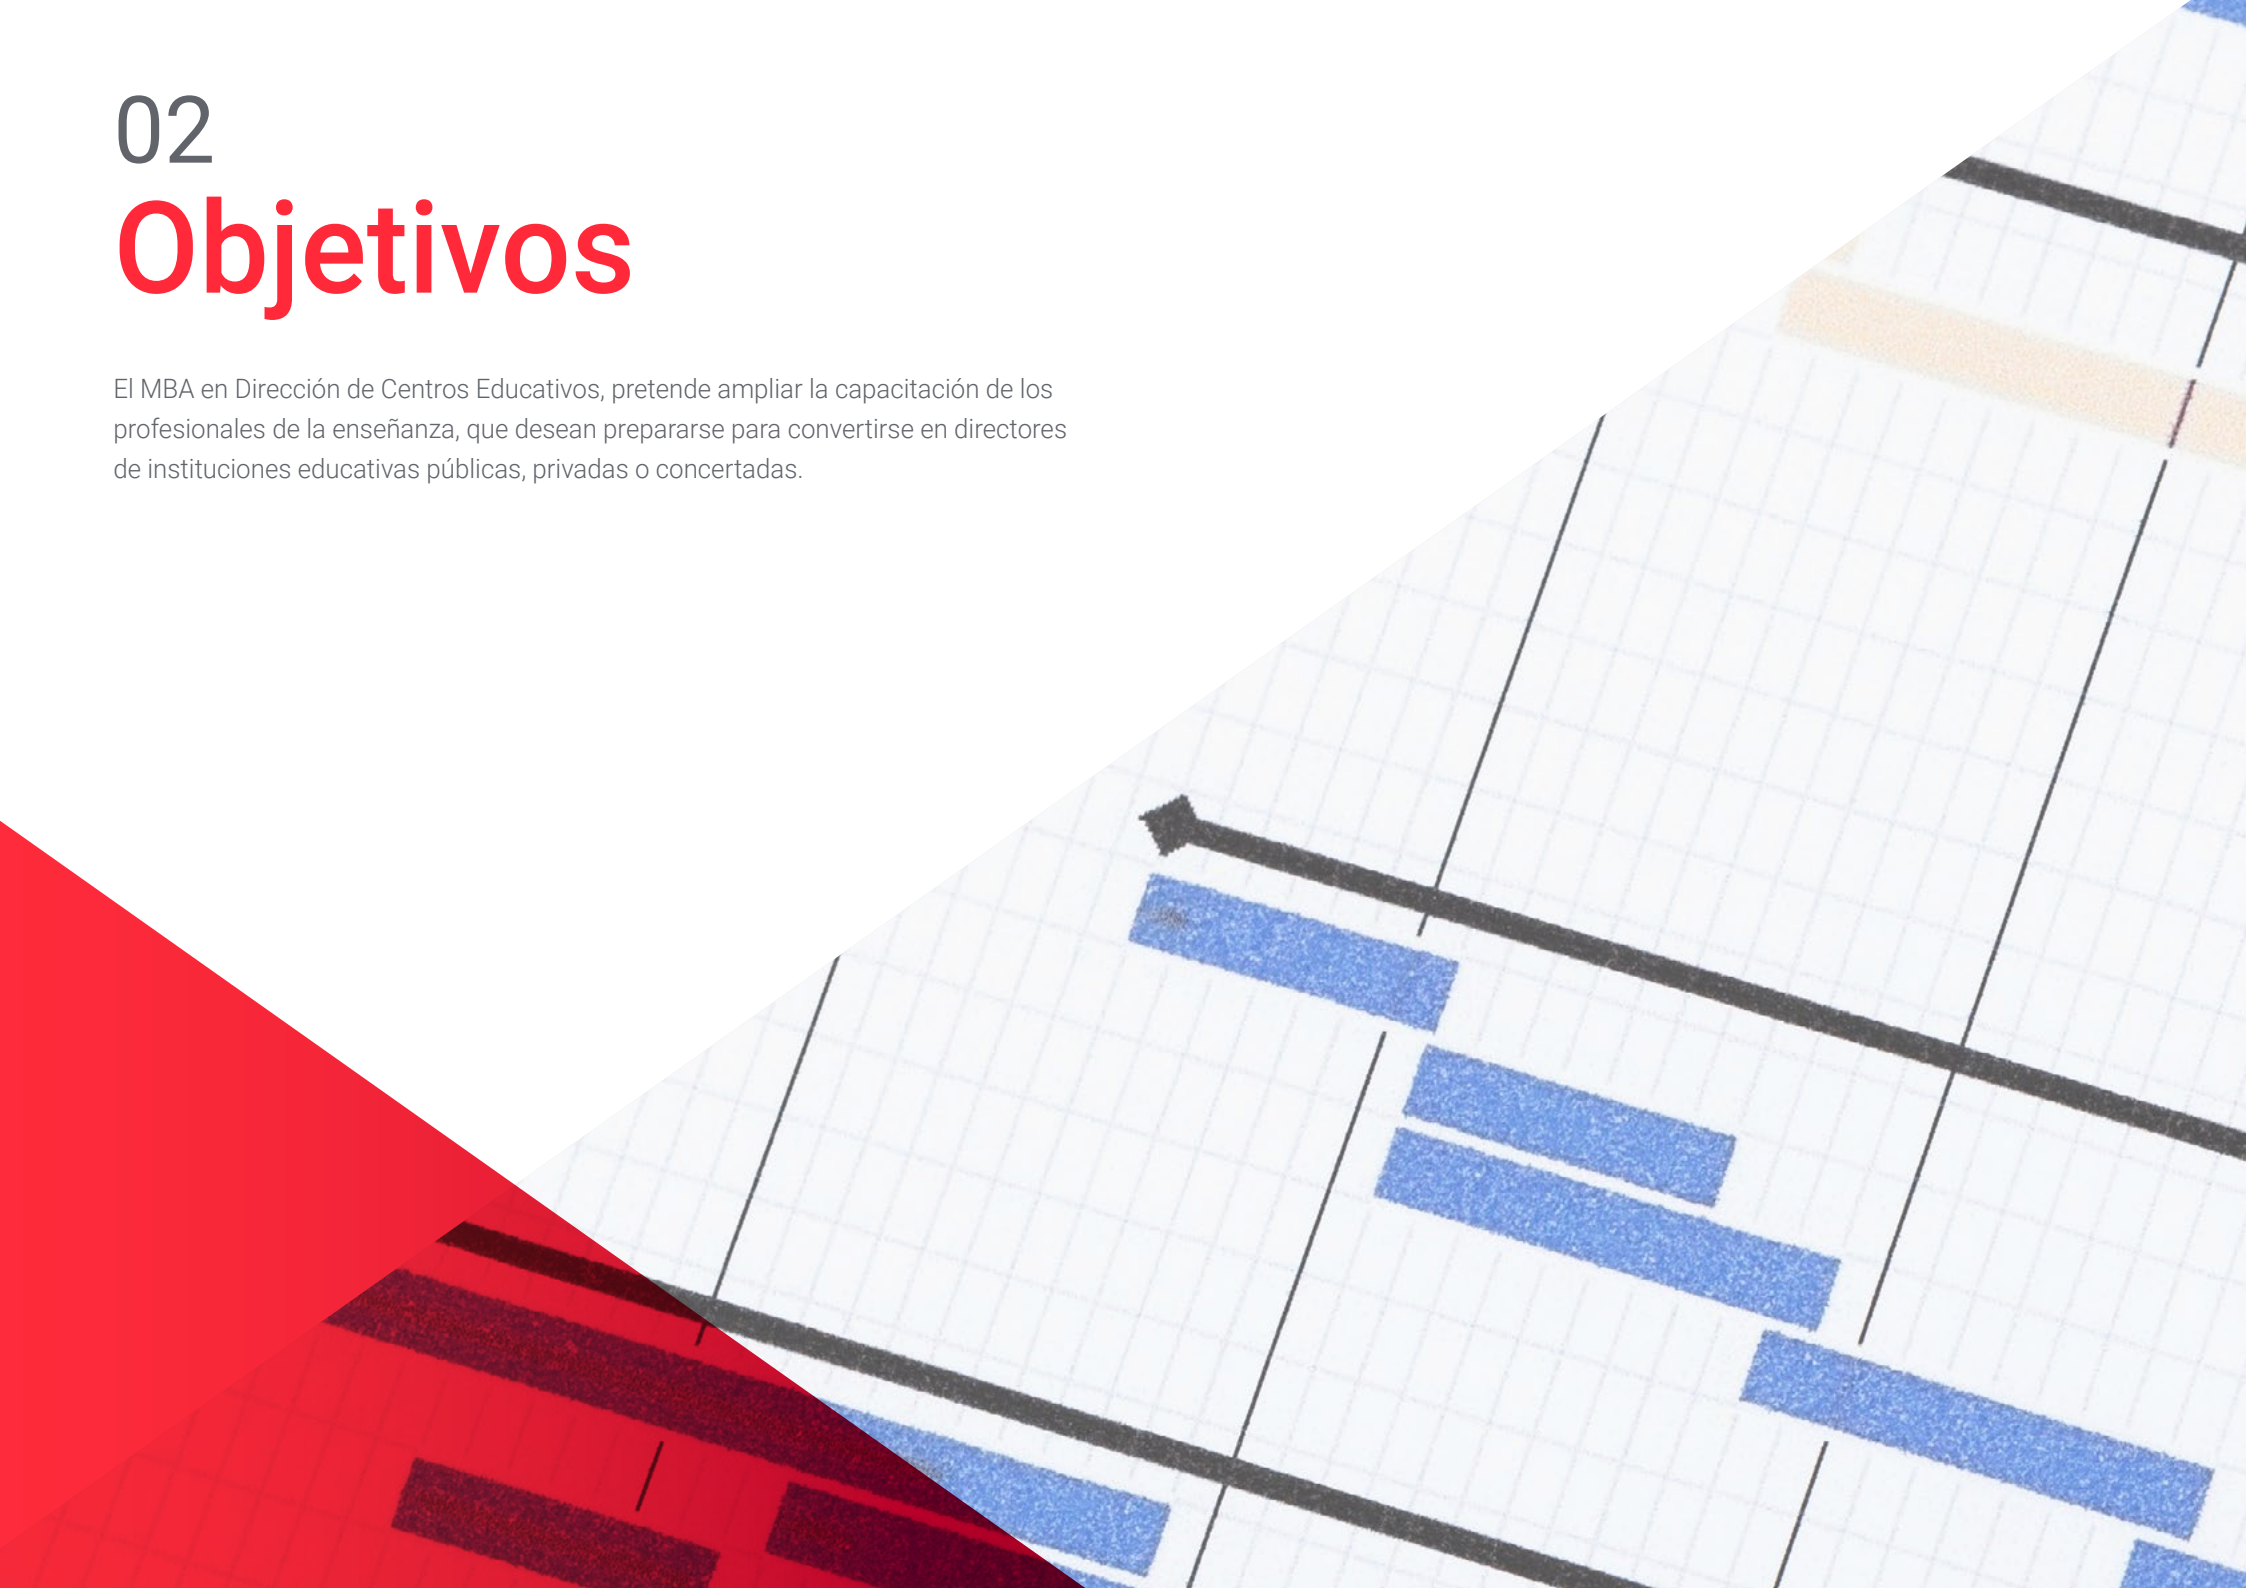 02
Objetivos
El MBA en Dirección de Centros Educativos, pretende ampliar la capacitación de los
profesionales de la enseñanza, que desean prepararse para convertirse en directores
de instituciones educativas públicas, privadas o concertadas.